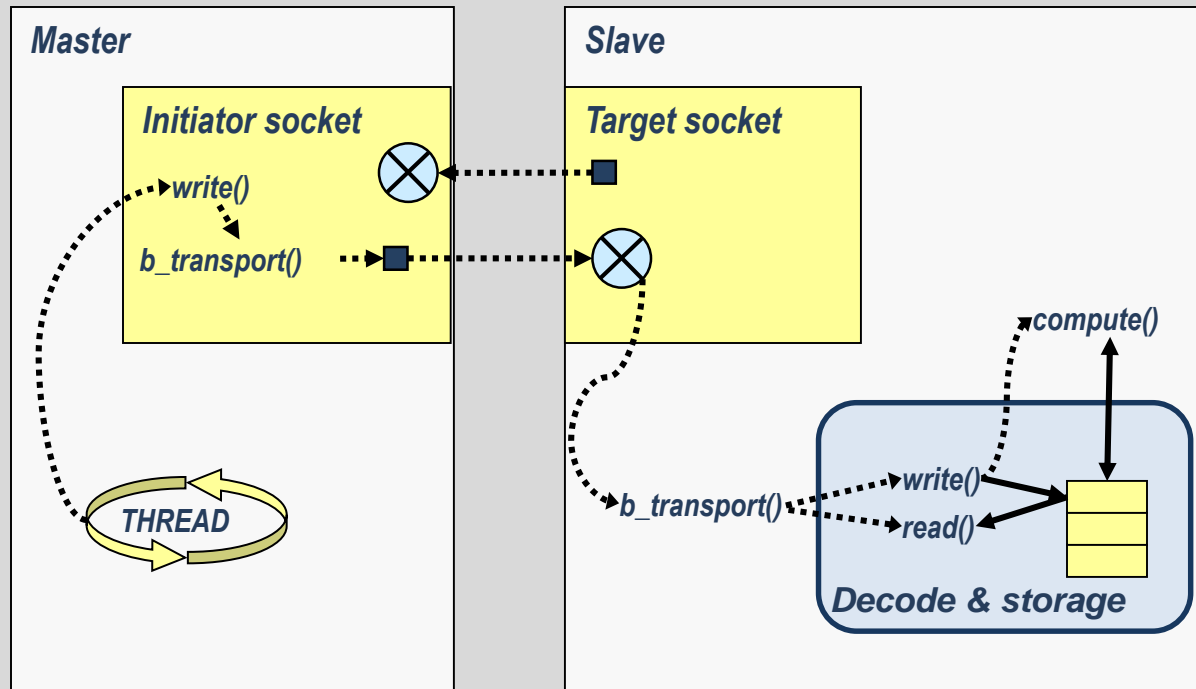 Master
Initiator socket
write()
b_transport()
THREAD
Slave
Target socket
compute()
b_transport()
write()
read()
Decode & storage